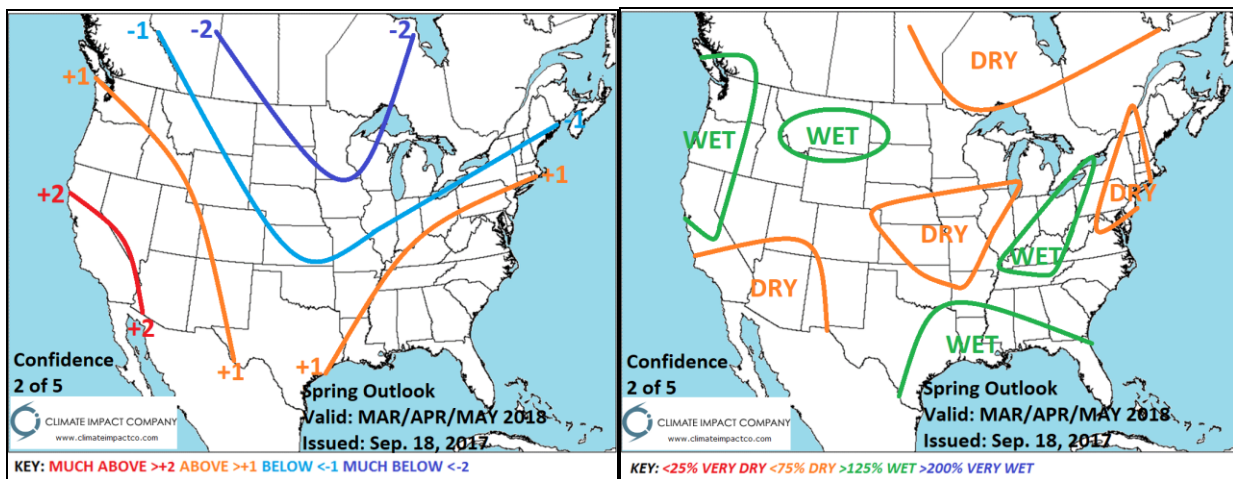 -1
-2
-2
+1
-1
+1
+2
+2
+1
+1
Confidence
2 of 5
Spring Outlook
Valid: MAR/APR/MAY 2018
Issued: Sep. 18, 2017
CLIMATE IMPACT COMPANY
www.climateimpactco.com
KEY: MUCH ABOVE >+2 ABOVE >+1 BELOW <-1 MUCH BELOW <-2
DRY
WET
WET
DRY
DRY
WET
DRY
WET
Confidence
2 of 5
Spring Outlook
Valid: MAR/APR/MAY 2018
Issued: Sep. 18, 2017
CLIMATE IMPACT COMPANY
www.climateimpactco.com
KEY: <25% VERY DRY <75% DRY >125% WET >200% VERY WET